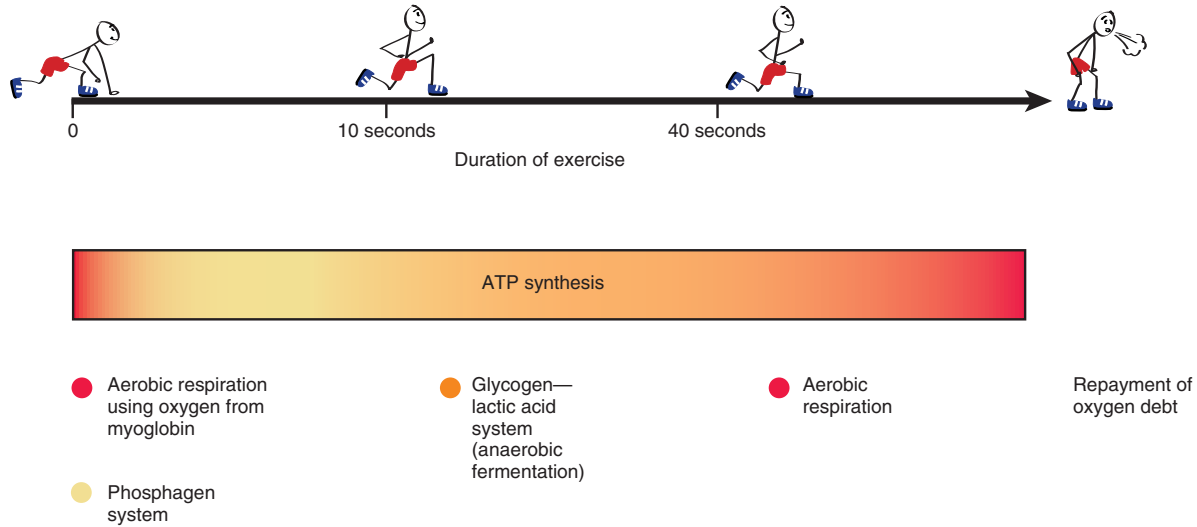 0
10 seconds
40 seconds
Duration of exercise
ATP synthesis
Aerobic respiration
using oxygen from
myoglobin
Phosphagen
system
Glycogen—
lactic acid
system
(anaerobic
fermentation)
Aerobic
respiration
Repayment of
oxygen debt